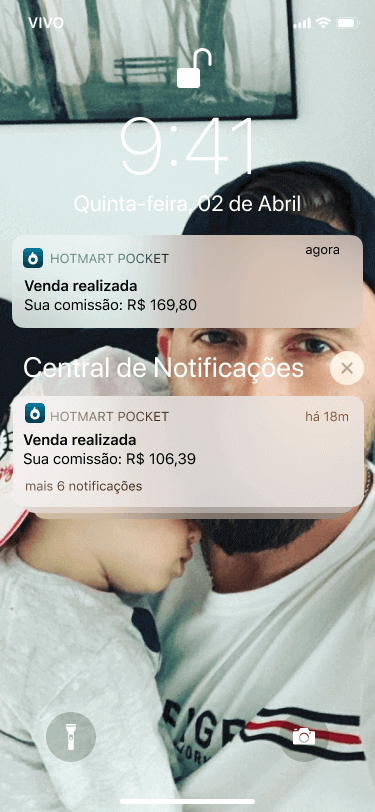 VIVO
9:41
Quinta-feira, 02 de Abril
HOTMART POCKET
agora
Venda realizada
Sua comissão: R$ 169,80
Central de Notificações
HOTMART POCKET
há 18m
Venda realizada
Sua comissão: R$ 106,39
mais 6 notificações